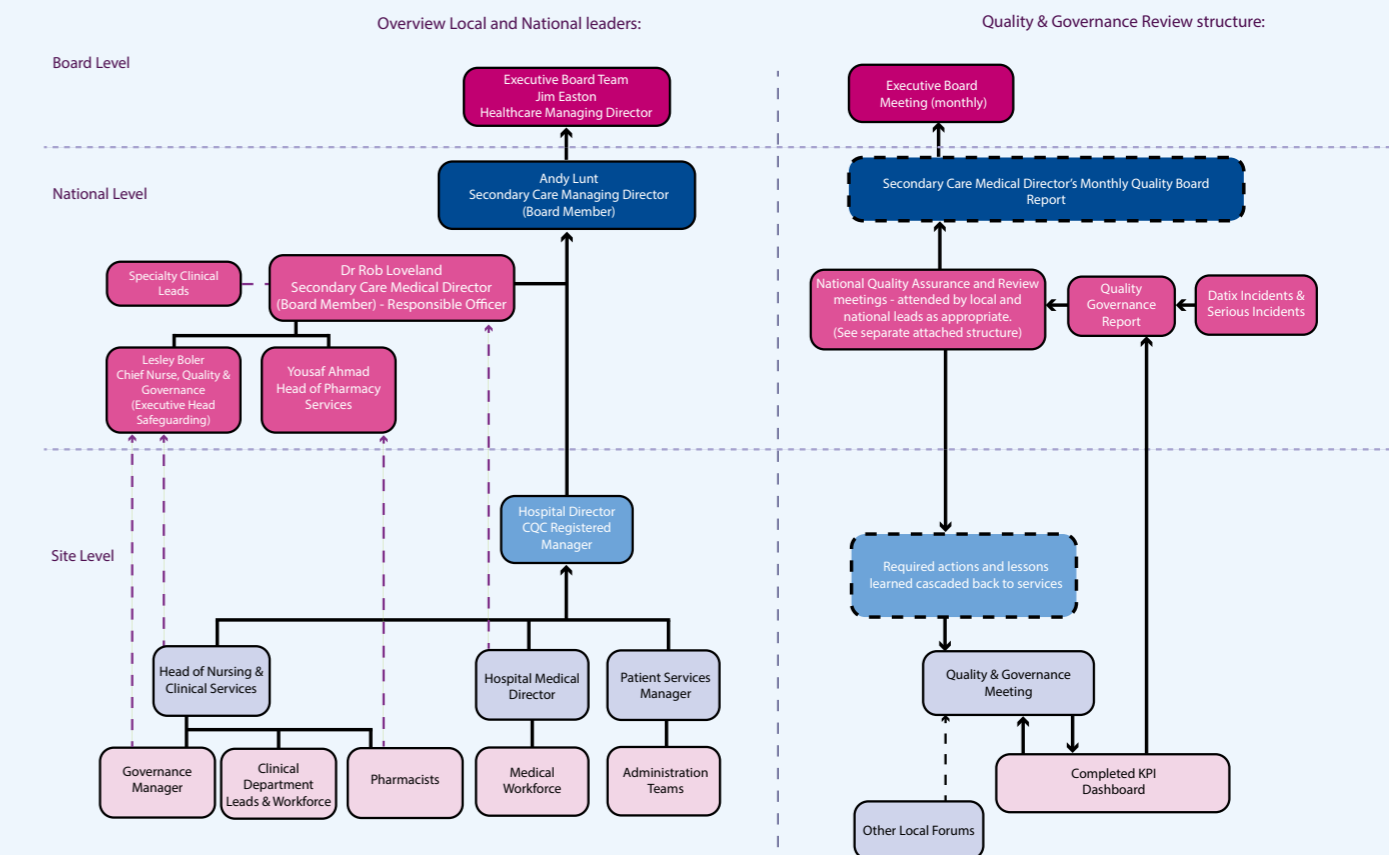 Overview Local and National leaders:
Quality & Governance Review structure:
Board Level
Executive Board Team
Jim Easton
Healthcare Managing Director
Executive Board
Meeting (monthly)
National Level
Andy Lunt
Secondary Care Managing Director
(Board Member)
Secondary Care Medical Director's Monthly Quality Board
Report
Specialty Clinical
Leads
Dr Rob Loveland
Secondary Care Medical Director
(Board Member) - Responsible Officer
National Quality Assurance and Review
meetings - attended by local and
national leads as appropriate.
(See separate attached structure)
Quality
Governance
Report
Datix Incidents &
Serious Incidents
Lesley Boler
Chief Nurse, Quality &
Governance
(Executive Head
Safeguarding)
Yousaf Ahmad
Head of Pharmacy
Services
Site Level
Hospital Director
CQC Registered
Manager
Required actions and lessons
learned cascaded back to services
Head of Nursing &
Clinical Services
Hospital Medical
Director
Patient Services
Manager
Quality & Governance
Meeting
Governance
Manager
Clinical
Department
Leads & Workforce
Pharmacists
Medical
Workforce
Administration
Teams
Completed KPI
Dashboard
Other Local Forums